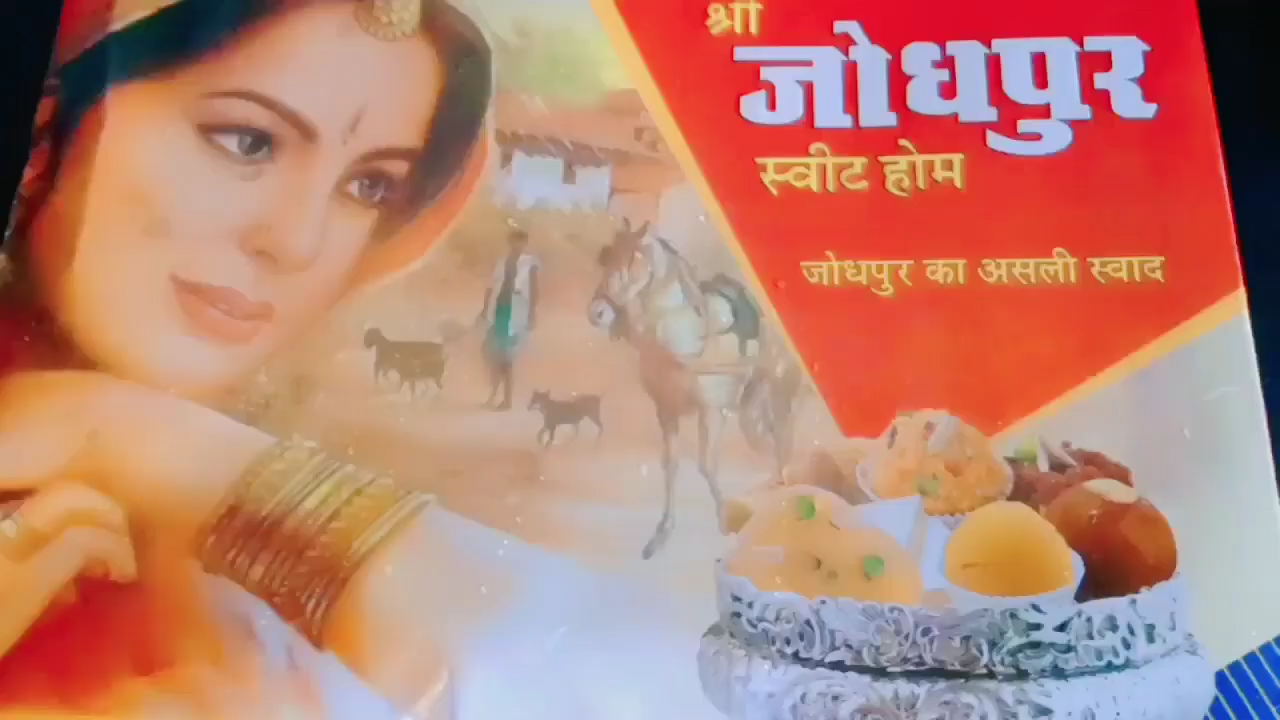 श्री
जोधपुर
स्वीट होम
जोधपुर का असली स्वाद